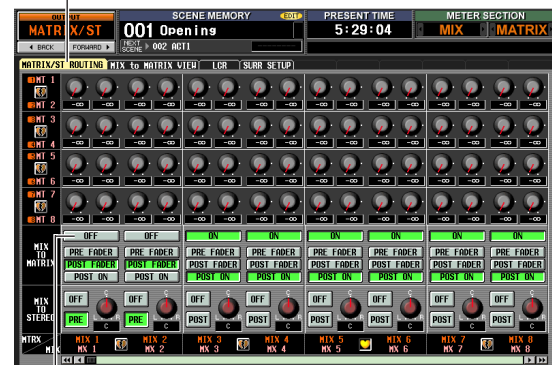 OUTPUT SCENE MEMORY EDIT PRESENT TIME METER SECTION
MATRIX/ST 001 Opening 5:29:04 MIX MATRIX
BACK FORWARD NEXT SCENE 002 ACT1
MATRIX/ST ROUTING MIX to MATRIX VIEW LCR SURR SETUP
MT 1
MT 2
-∞ -∞ -∞ -∞ -∞ -∞ -∞ -∞ -∞ -∞ -∞ -∞ -∞ -∞ -∞ -∞
MT 3
MT 4
-∞ -∞ -∞ -∞ -∞ -∞ -∞ -∞ -∞ -∞ -∞ -∞ -∞ -∞ -∞ -∞
MT 5
MT 6
-∞ -∞ -∞ -∞ -∞ -∞ -∞ -∞ -∞ -∞ -∞ -∞ -∞ -∞ -∞ -∞
MT 7
MT 8
-∞ -∞ -∞ -∞ -∞ -∞ -∞ -∞ -∞ -∞ -∞ -∞ -∞ -∞ -∞ -∞
MIX TO MATRIX
OFF OFF ON ON ON ON ON ON
PRE FADER PRE FADER PRE FADER PRE FADER PRE FADER PRE FADER PRE FADER PRE FADER
POST FADER POST FADER POST FADER POST FADER POST FADER POST FADER POST FADER POST FADER
POST ON POST ON POST ON POST ON POST ON POST ON POST ON POST ON
MIX TO STEREO
OFF OFF OFF OFF OFF OFF OFF OFF
C C C C C C C C
PRE PRE POST POST POST POST POST POST
L R L R L R L R L R L R L R L R
C C C C C C C C
MTRX MIX 1 MIX 2 MIX 3 MIX 4 MIX 5 MIX 6 MIX 7 MIX 8
MIX MX 1 MX 2 MX 3 MX 4 MX 5 MX 6 MX 7 MX 8